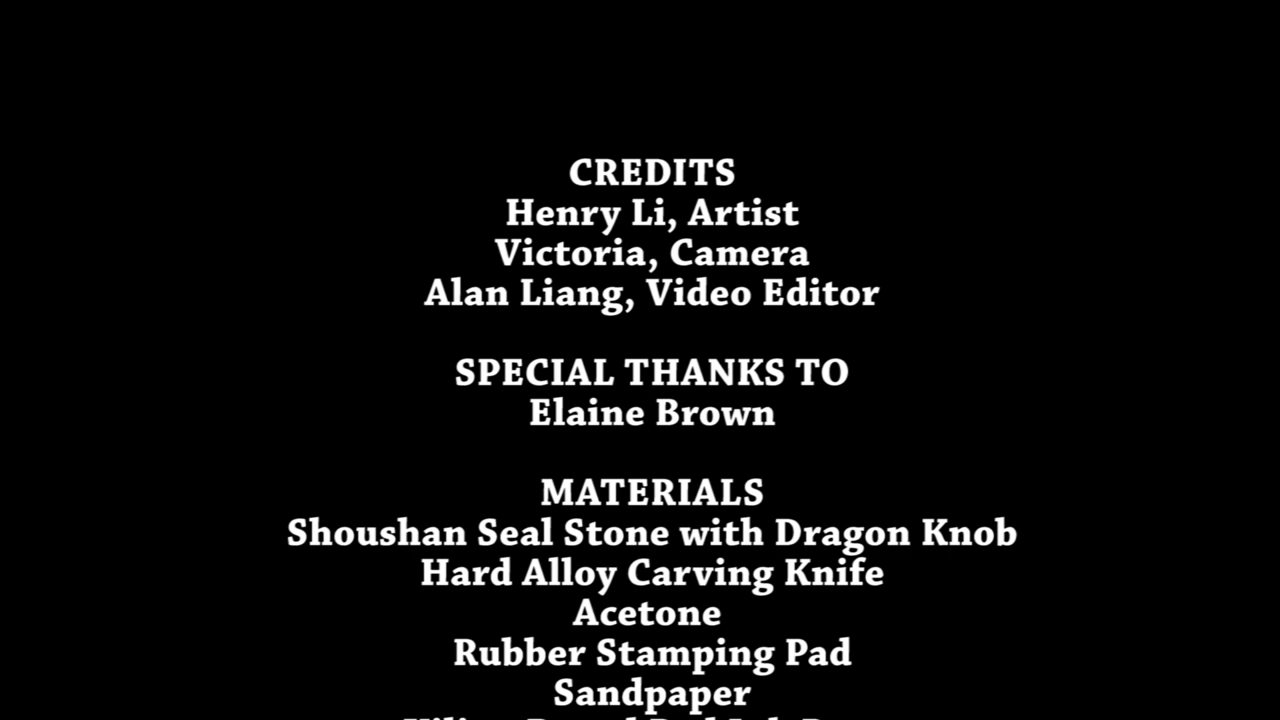 CREDITS
Henry Li, Artist
Victoria, Camera
Alan Liang, Video Editor
SPECIAL THANKS TO
Elaine Brown
MATERIALS
Shoushan Seal Stone with Dragon Knob
Hard Alloy Carving Knife
Acetone
Rubber Stamping Pad
Sandpaper